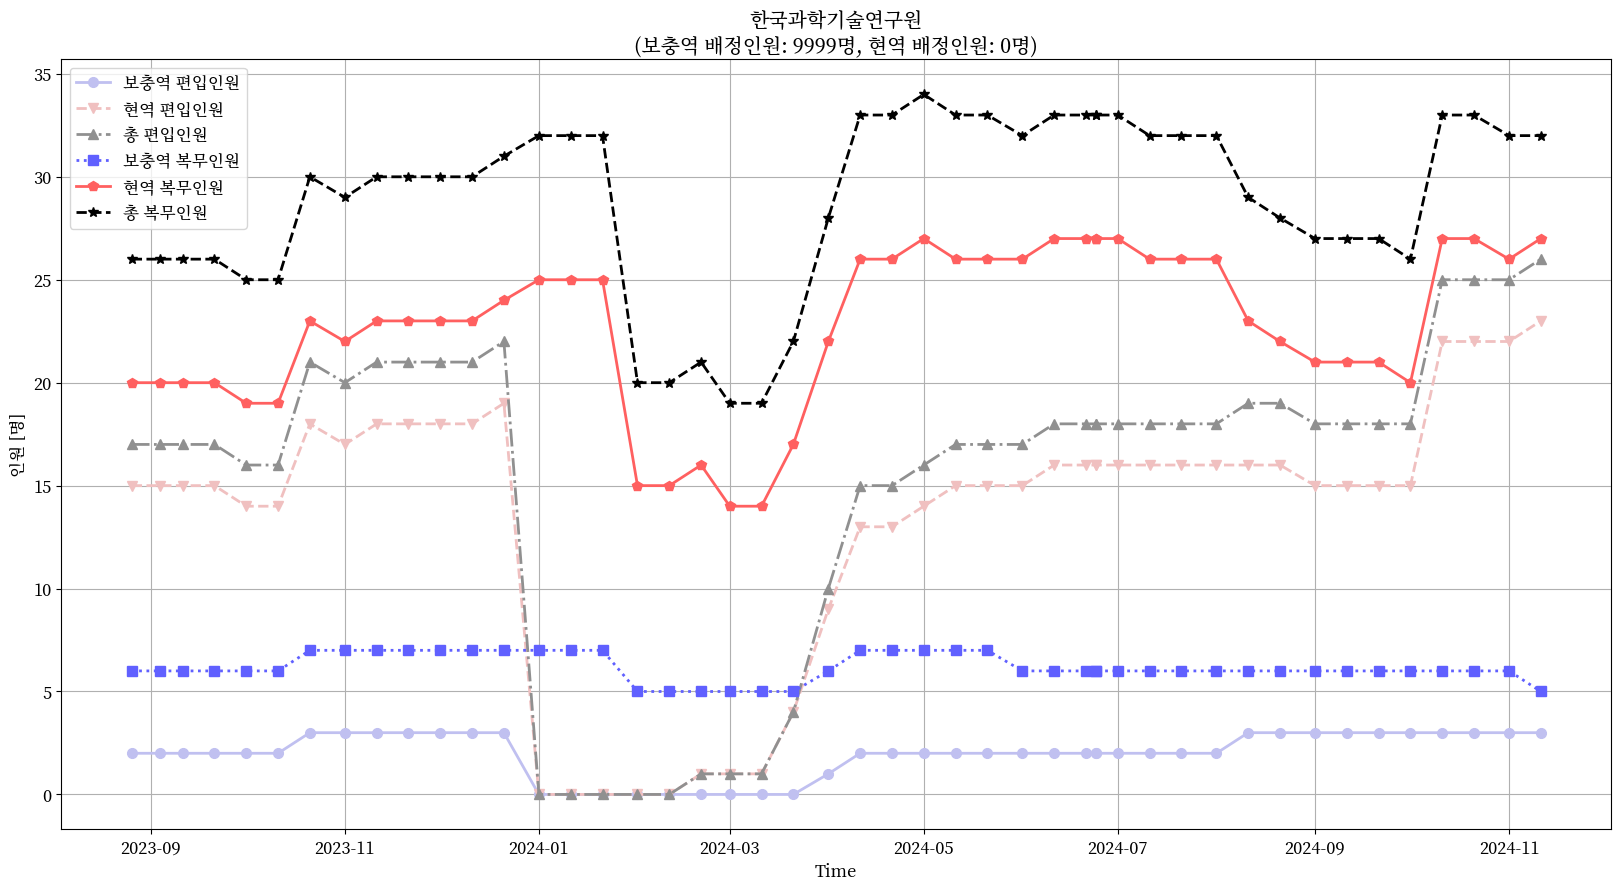 한국과학기술연구원
(보충역 배정인원: 9999명, 현역 배정인원: 0명)
보충역 편입인원
현역 편입인원
총 편입인원
보충역 복무인원
현역 복무인원
총 복무인원
인원 [명]
35
30
25
20
15
10
5
0
2023-09
2023-11
2024-01
2024-03
2024-05
2024-07
2024-09
2024-11
Time